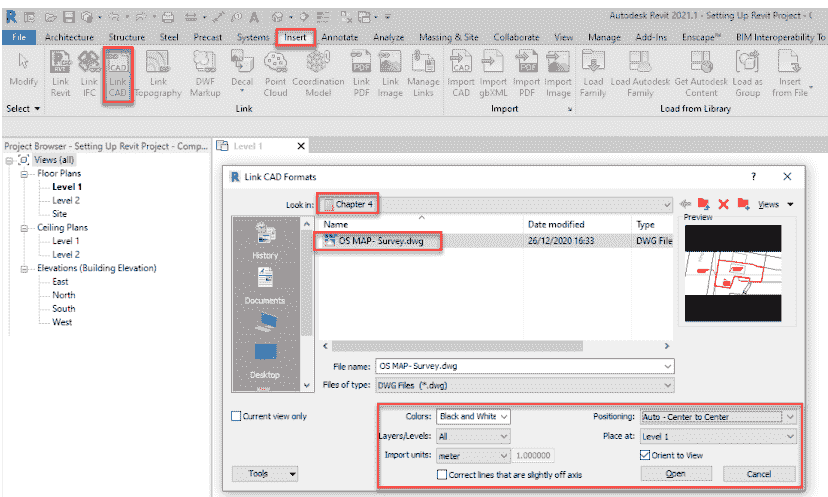 Autodesk Revit 2021.1 - Setting Up Revit Project - (
File Architecture Structure Steel Precast Systems Insert Annotate Analyze Massing & Site Collaborate View Manage Add-Ins Enscape™ BIM Interoperability To
Modify Link Revit Link IFC Link CAD Link Topography DWF Markup Decal Point Cloud Coordination Model Link PDF Link Image Manage Links Import CAD Import gbXML Import PDF Import Image Load Family Load Autodesk Family Get Autodesk Content Load as Group Insert from File
Select Link Import Load from Library
Project Browser - Setting Up Revit Project - Comp...
Level 1
Views (all)
Floor Plans
Level 1
Level 2
Site
Ceiling Plans
Level 1
Level 2
Elevations (Building Elevation)
East
North
South
West
Link CAD Formats
Look in: Chapter 4 Views
Name Date modified Type Preview
OS MAP- Survey.dwg 26/12/2020 16:33 DWG File
History
Documents
Desktop
File name: OS MAP- Survey.dwg
Files of type: DWG Files (*.dwg)
Current view only
Colors: Black and White Positioning: Auto - Center to Center
Layers/Levels: All Place at: Level 1
Import units: meter 1.000000 Orient to View
Correct lines that are slightly off axis
Tools Open Cancel